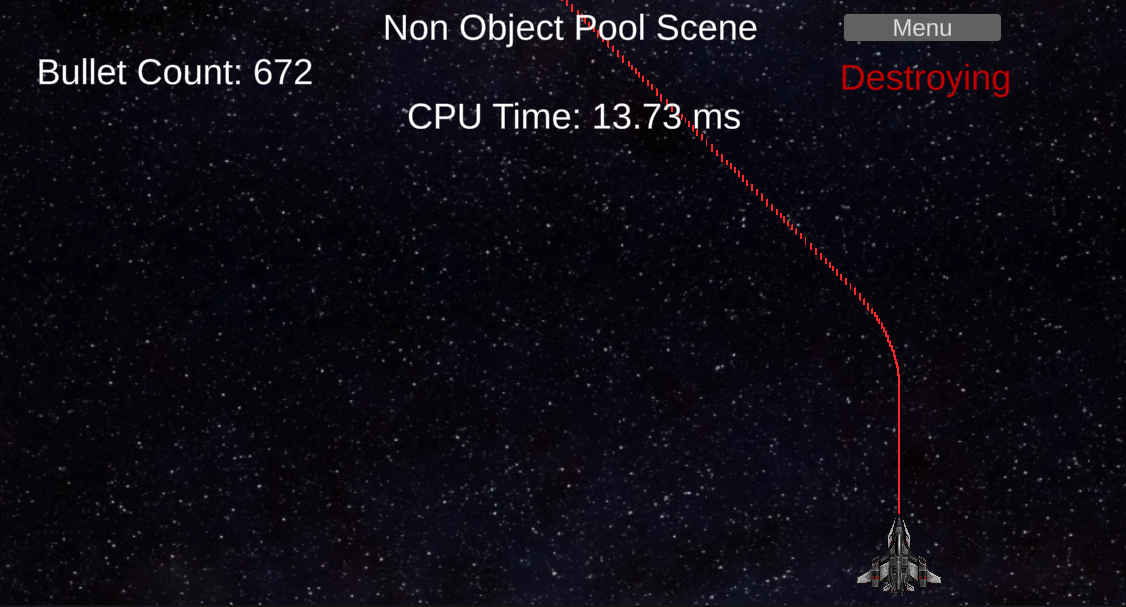 Non Object Pool Scene
Menu
Bullet Count: 672
Destroying
CPU Time: 13.73 ms